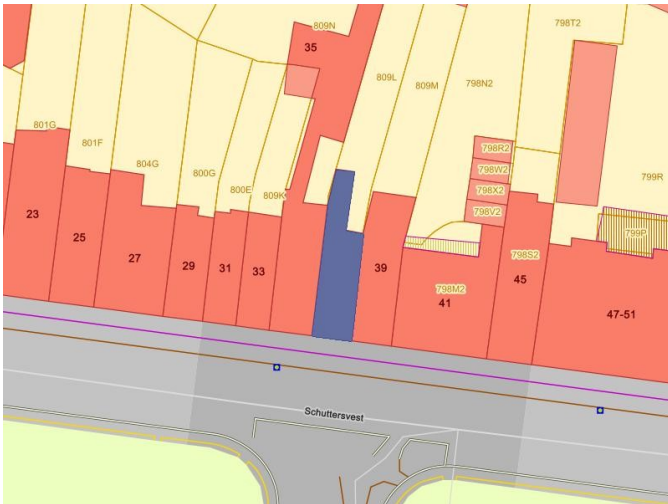 809N
798T2
35
809L
809M
798N2
801G
801F
804G
800G
800E
809K
798R2
798W2
798X2
798V2
799R
799P
23
25
27
29
31
33
39
798M2
41
798S2
45
47-51
Schuttersvest